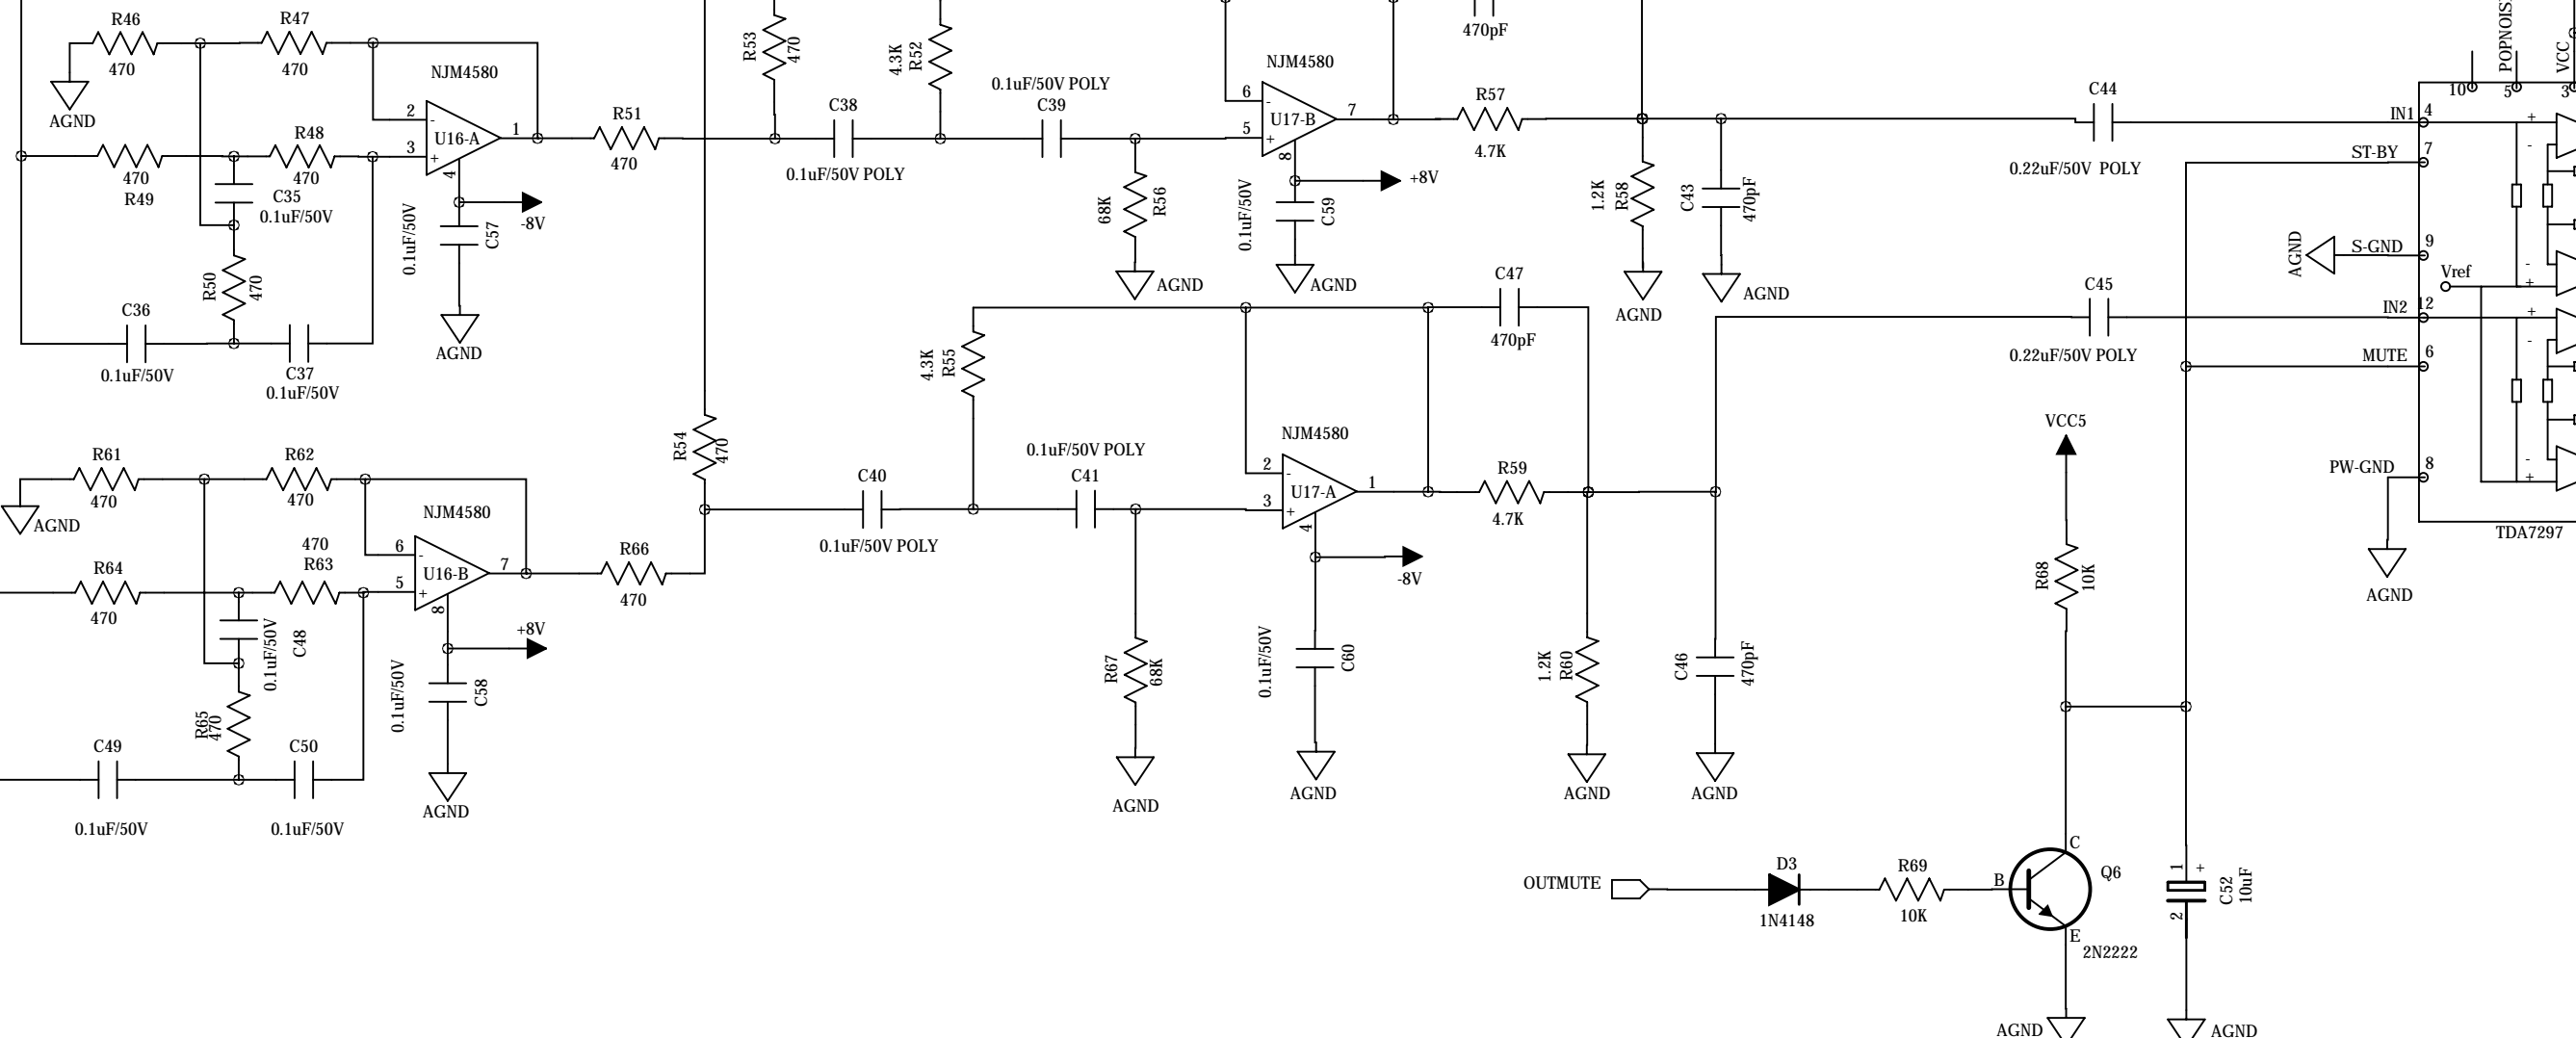 R46
470
AGND
R47
470
NJM4580
2
-
U16-A
3
+
1
4
R49
470
R48
470
C35
0.1uF/50V
R50
470
C36
0.1uF/50V
C37
0.1uF/50V
0.1uF/50V
C57
-8V
AGND
R51
470
R53
470
4.3K
R52
C38
0.1uF/50V POLY
0.1uF/50V POLY
C39
68K
R56
AGND
NJM4580
6
-
U17-B
5
+
7
8
+8V
0.1uF/50V
C59
AGND
470pF
R57
4.7K
1.2K
R58
AGND
C43
470pF
AGND
C44
0.22uF/50V POLY
C45
0.22uF/50V POLY
10
POPNOIS
5
VCC
3
IN1
4
+
-
ST-BY
7
AGND
S-GND
9
Vref
-
+
IN2
12
+
-
MUTE
6
PW-GND
8
-
+
TDA7297
AGND
R61
470
AGND
R62
470
NJM4580
6
-
U16-B
5
+
7
8
R64
470
470
R63
0.1uF/50V
C48
R65
470
C49
0.1uF/50V
C50
0.1uF/50V
+8V
0.1uF/50V
C58
AGND
R66
470
R54
470
C40
0.1uF/50V POLY
4.3K
R55
0.1uF/50V POLY
C41
R67
68K
AGND
NJM4580
2
-
U17-A
3
+
1
4
-8V
0.1uF/50V
C60
AGND
C47
470pF
R59
4.7K
1.2K
R60
AGND
C46
470pF
AGND
VCC5
R68
10K
OUTMUTE
D3
1N4148
R69
10K
B
C
Q6
E
2N2222
AGND
1
+
2
C52
10uF
AGND